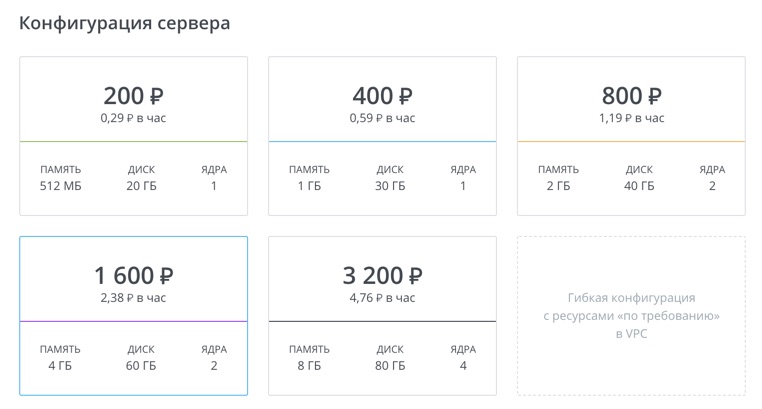 Конфигурация сервера
200 ₽
0,29 ₽ в час
ПАМЯТЬ ДИСК ЯДРА
512 МБ 20 ГБ 1
400 ₽
0,59 ₽ в час
ПАМЯТЬ ДИСК ЯДРА
1 ГБ 30 ГБ 1
800 ₽
1,19 ₽ в час
ПАМЯТЬ ДИСК ЯДРА
2 ГБ 40 ГБ 2
1 600 ₽
2,38 ₽ в час
ПАМЯТЬ ДИСК ЯДРА
4 ГБ 60 ГБ 2
3 200 ₽
4,76 ₽ в час
ПАМЯТЬ ДИСК ЯДРА
8 ГБ 80 ГБ 4
Гибкая конфигурация
с ресурсами «по требованию»
в VPC